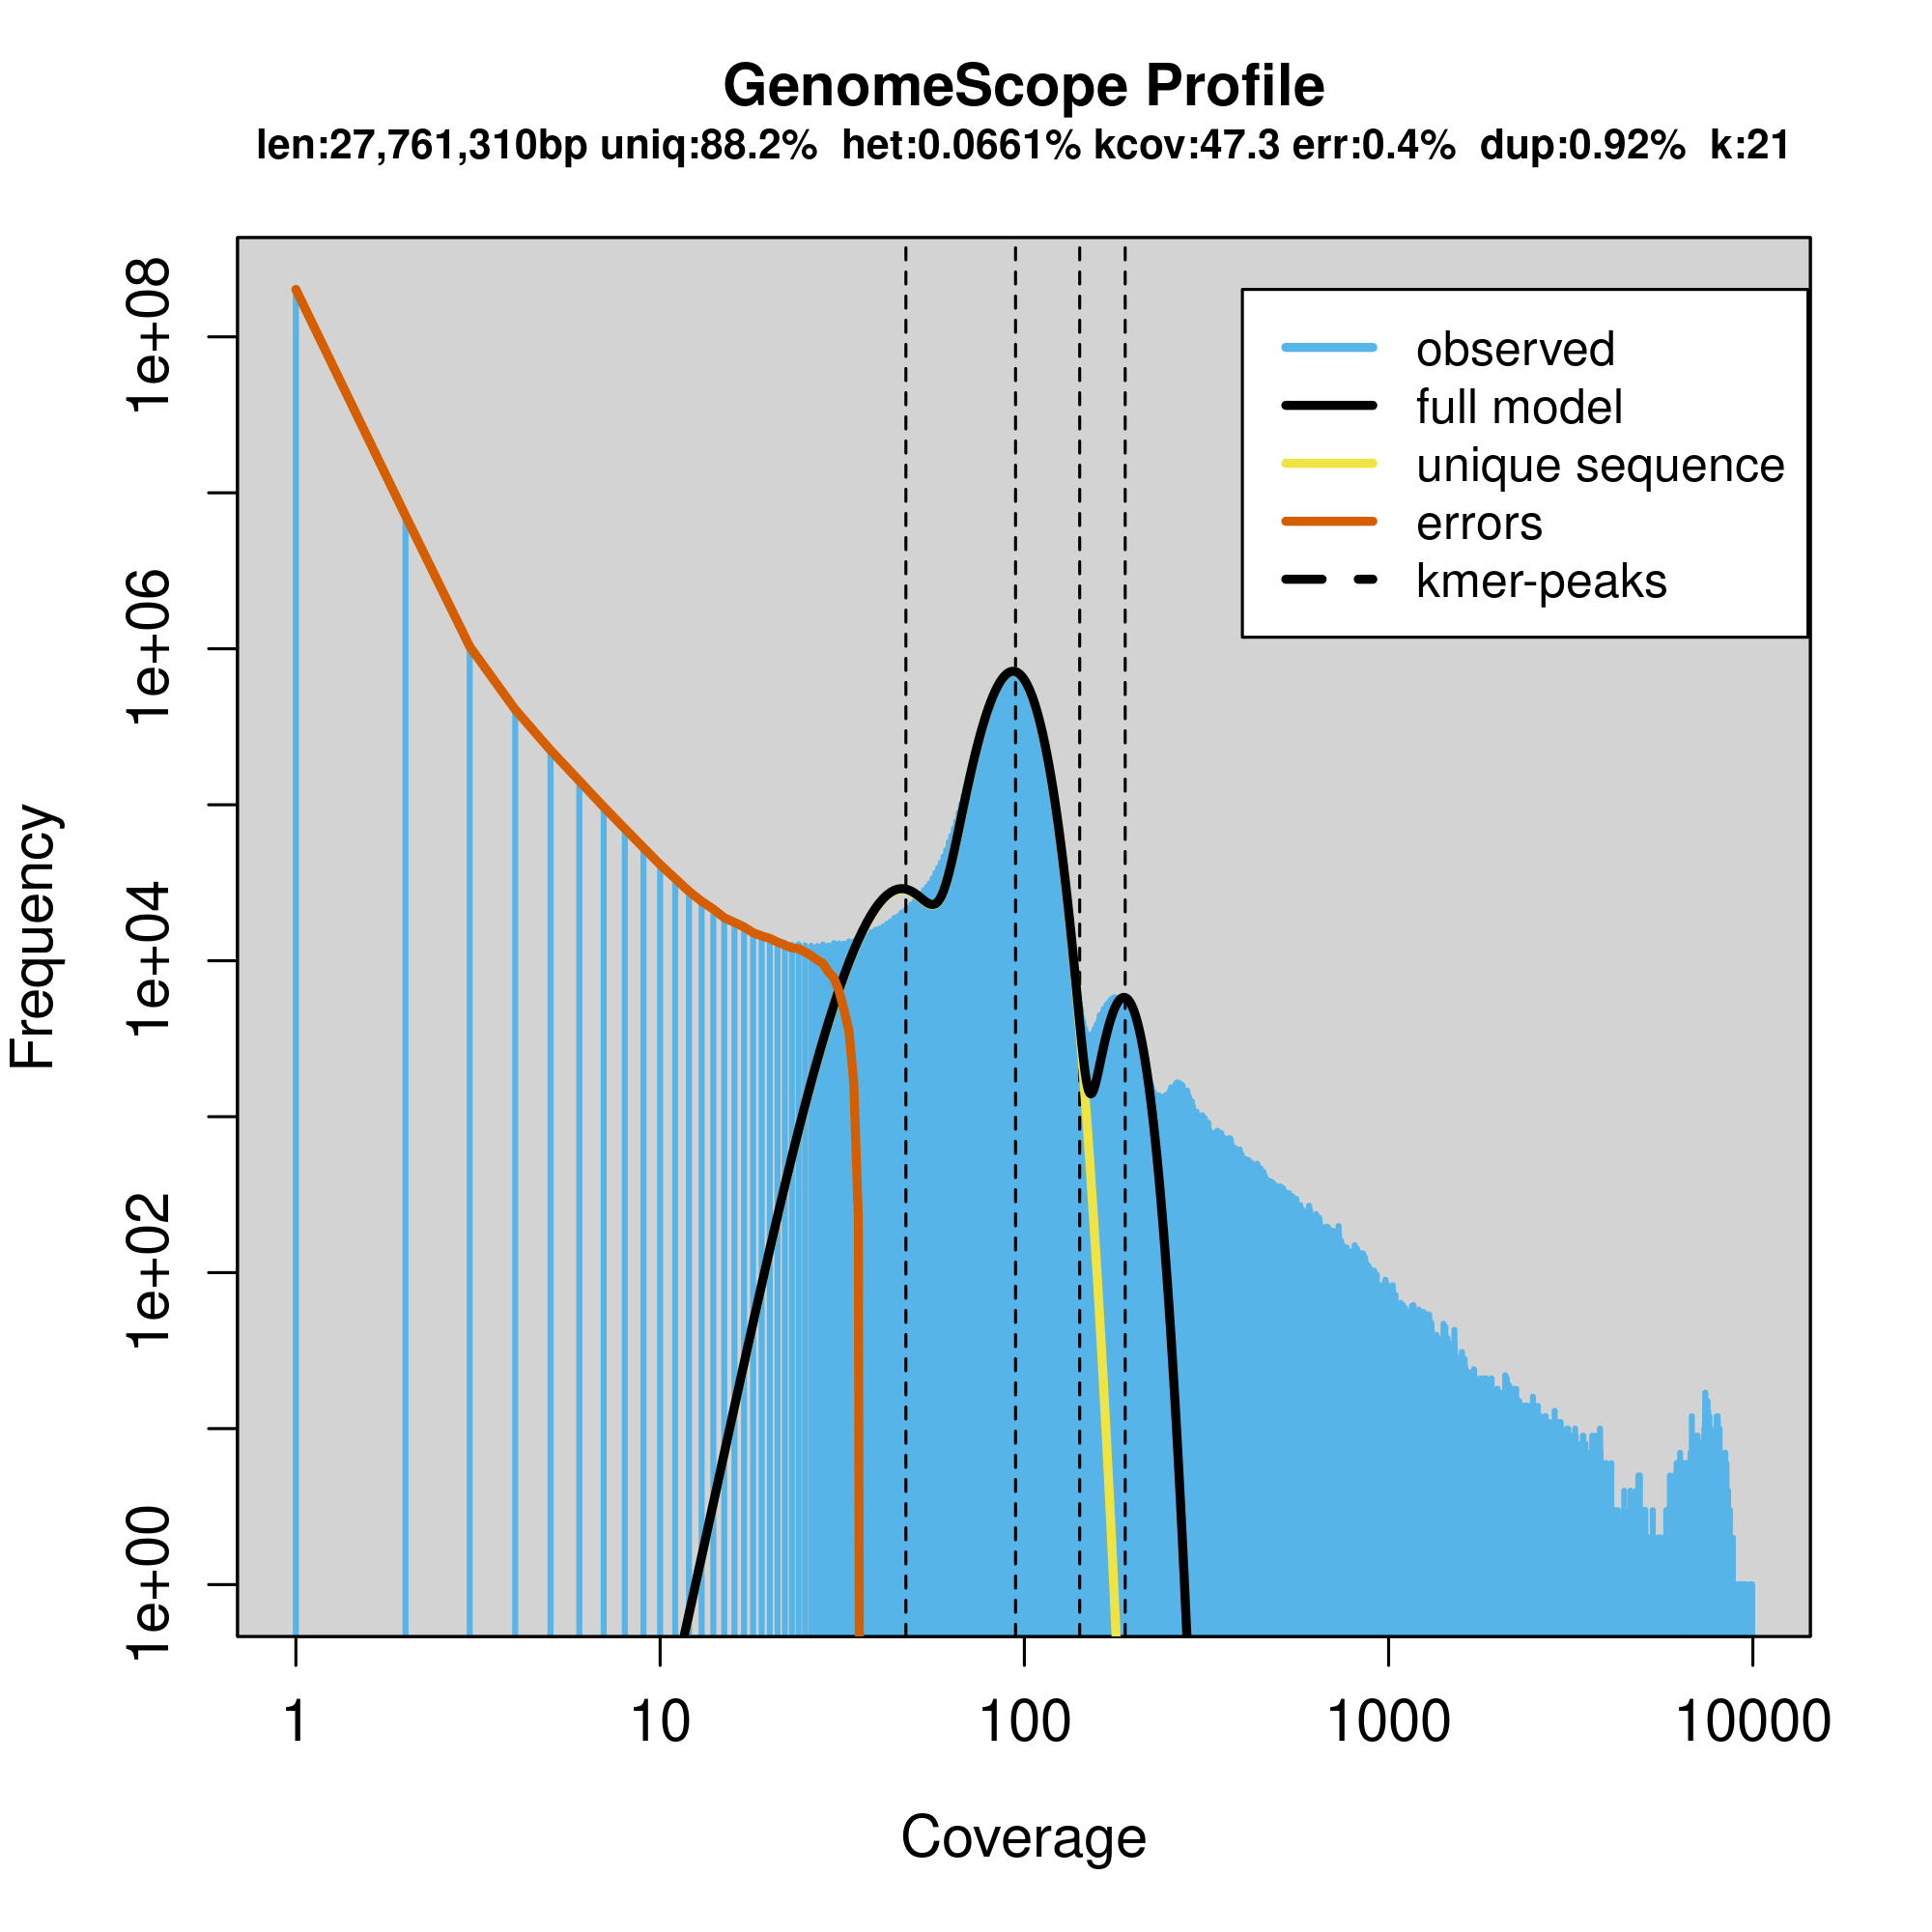 GenomeScope Profile
len:27,761,310bp uniq:88.2% het:0.0661% kcov:47.3 err:0.4% dup:0.92% k:21
observed
full model
unique sequence
errors
kmer-peaks
Frequency
1e+08
1e+06
1e+04
1e+02
1e+00
1 10 100 1000 10000
Coverage